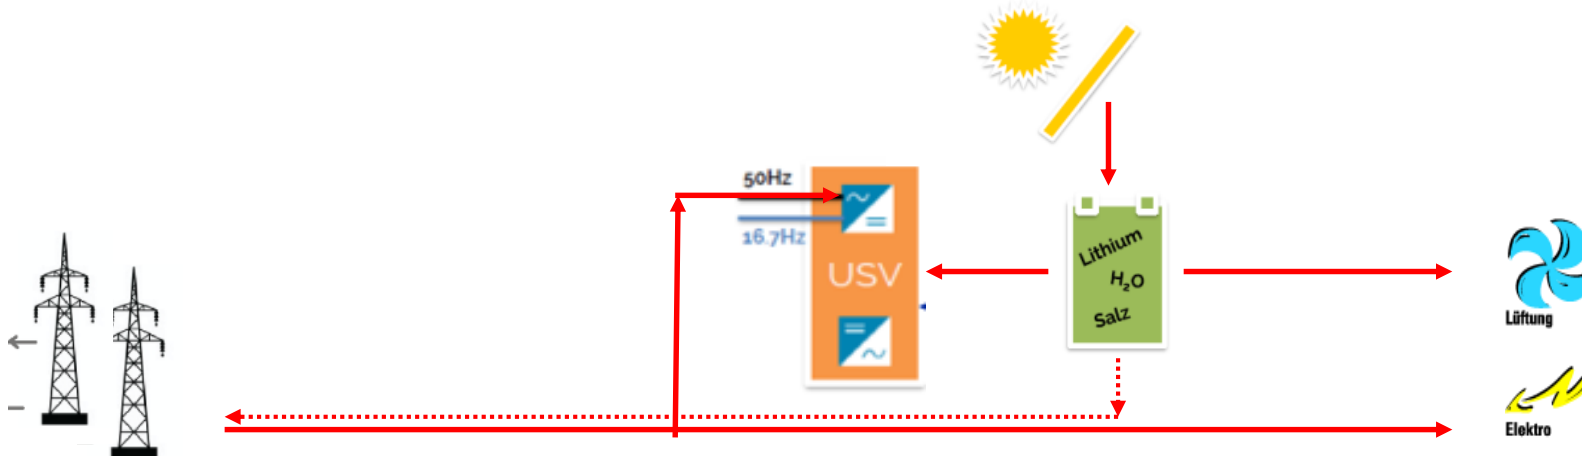 50Hz
16.7Hz
USV
Lithium
H₂O
Salz
Lüftung
Elektro